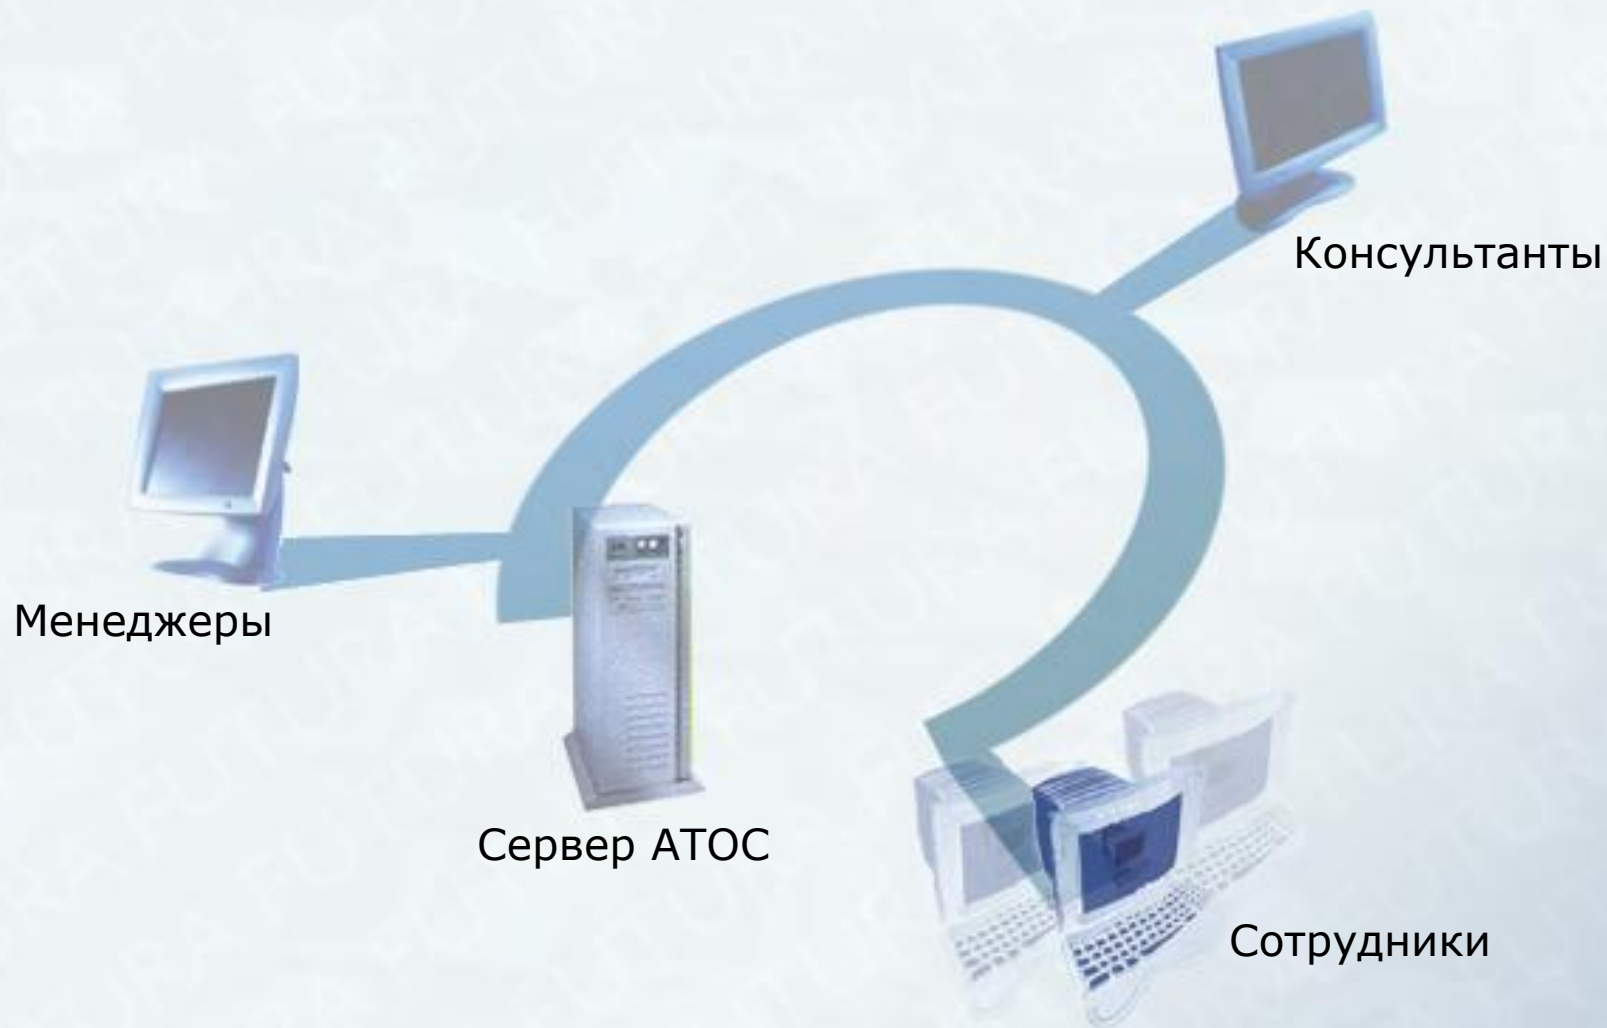 Консультанты
Менеджеры
Сервер АТОС
Сотрудники